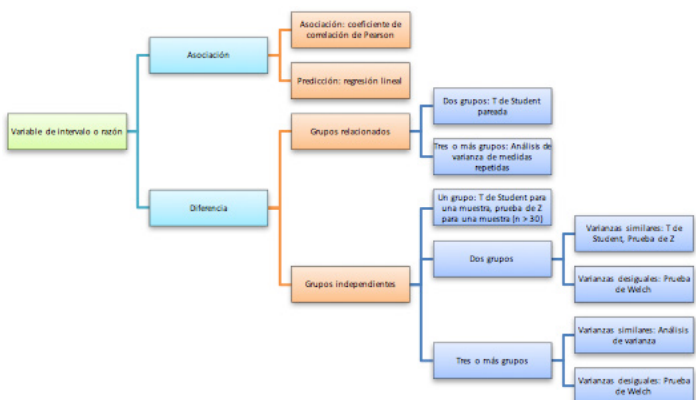 Variable de intervalo o razón
Asociación
Asociación: coeficiente de
correlación de Pearson
Predicción: regresión lineal
Diferencia
Grupos relacionados
Dos grupos: T de Student
pareada
Tres o más grupos: Análisis de
varianza de medidas
repetidas
Grupos independientes
Un grupo: T de Student para
una muestra, prueba de Z
para una muestra (n > 30)
Dos grupos
Varianzas similares: T de
Student, Prueba de Z
Varianzas desiguales: Prueba
de Welch
Tres o más grupos
Varianzas similares: Análisis
de varianza
Varianzas desiguales: Prueba
de Welch